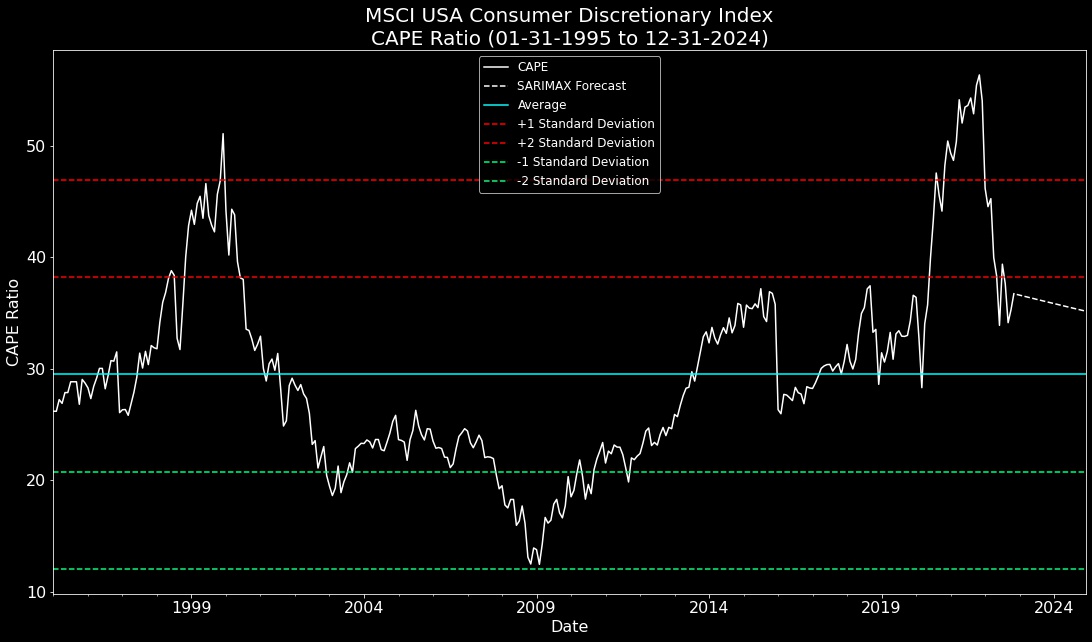 MSCI USA Consumer Discretionary Index
CAPE Ratio (01-31-1995 to 12-31-2024)
CAPE
SARIMAX Forecast
Average
+1 Standard Deviation
+2 Standard Deviation
-1 Standard Deviation
-2 Standard Deviation
CAPE Ratio
50
40
30
20
10
1999
2004
2009
2014
2019
2024
Date